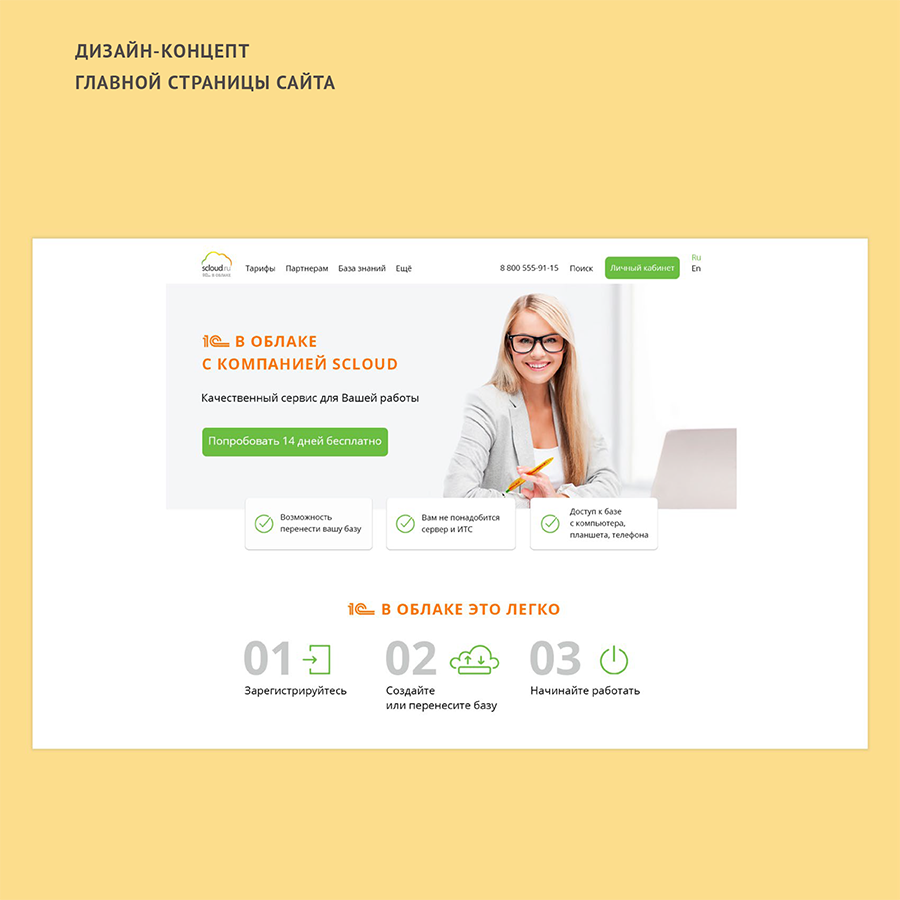 ДИЗАЙН-КОНЦЕПТ
ГЛАВНОЙ СТРАНИЦЫ САЙТА
scloud.ru
Тарифы Партнерам База знаний Ещё
8 800 555-91-15 Поиск Личный кабинет
Ru
En
1С В ОБЛАКЕ
С КОМПАНИЕЙ SCLOUD
Качественный сервис для Вашей работы
Попробовать 14 дней бесплатно
Возможность
перенести вашу базу
Вам не понадобится
сервер и ИТС
Доступ к базе
с компьютера,
планшета, телефона
1С В ОБЛАКЕ ЭТО ЛЕГКО
01
Зарегистрируйтесь
02
Создайте
или перенесите базу
03
Начинайте работать